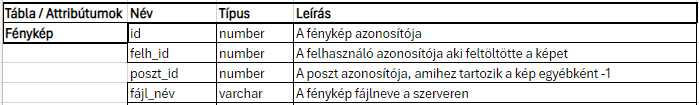 Tábla / Attribútumok Név Típus Leírás
Fénykép id number A fénykép azonosítója
felh_id number A felhasználó azonosítója aki feltöltötte a képet
poszt_id number A poszt azonosítója, amihez tartozik a kép egyébként -1
fájl_név varchar A fénykép fájlneve a szerveren